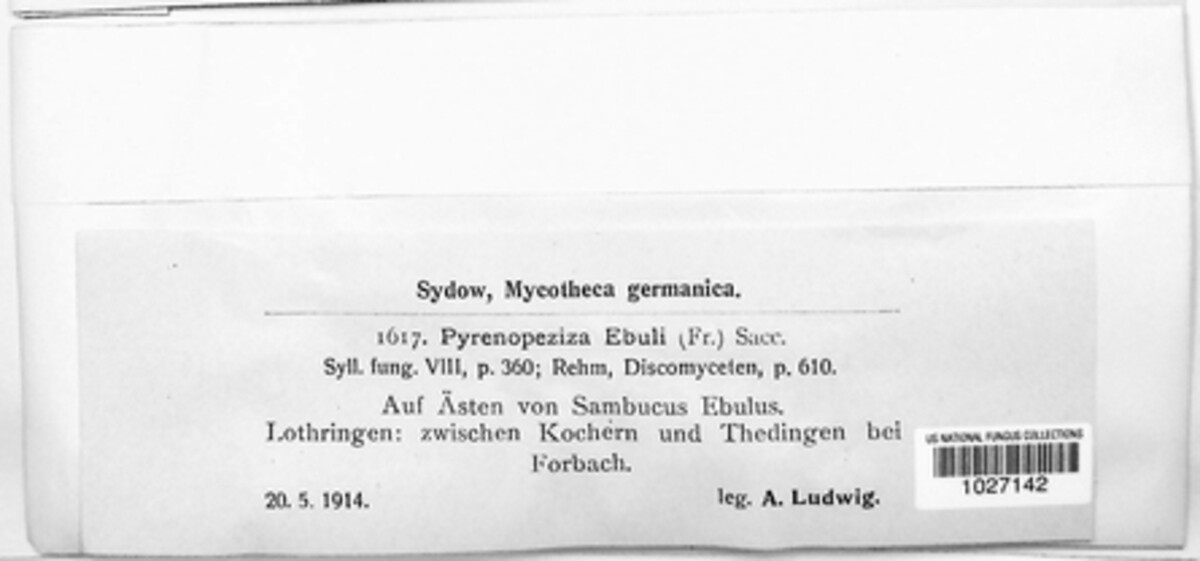 Sydow, Mycotheca germanica.
1617. Pyrenopeziza Ebuli (Fr.) Sacc.
Syll. fung. VIII, p. 360; Rehm, Discomyceten, p. 610.
Auf Ästen von Sambucus Ebulus.
Lothringen: zwischen Kochern und Thedingen bei
Forbach.
20. 5. 1914. leg. A. Ludwig.
US NATIONAL FUNGUS COLLECTIONS
1027142